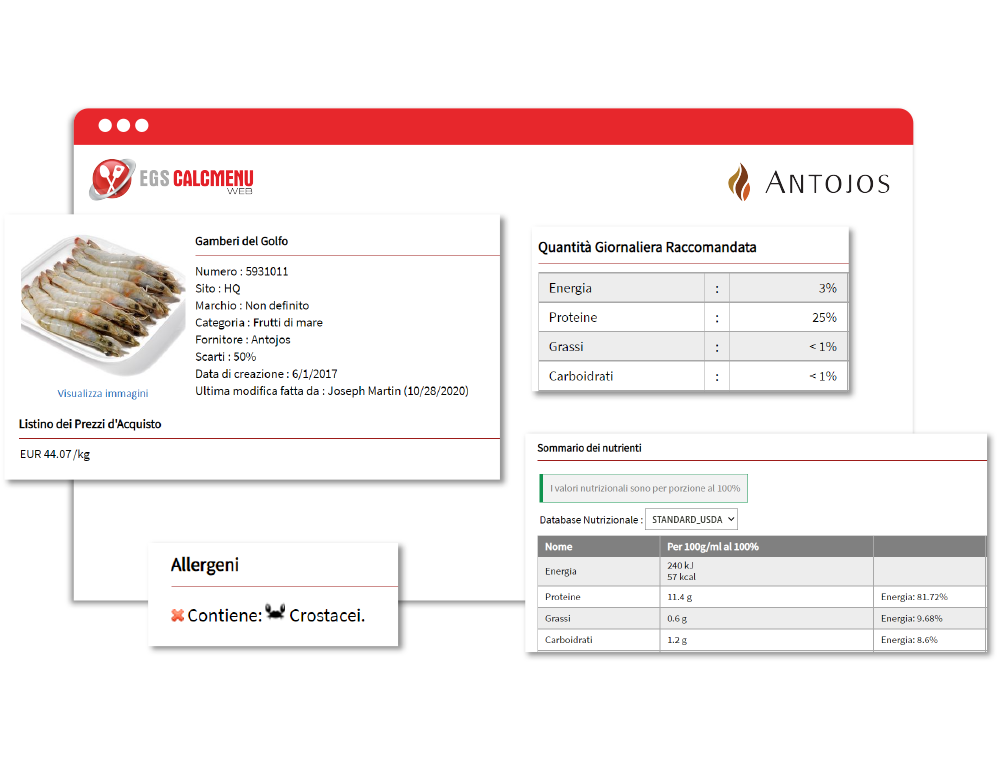 EGS CALCMENU
WEB
ANTOJOS
Gamberi del Golfo
Numero : 5931011
Sito : HQ
Marchio : Non definito
Categoria : Frutti di mare
Fornitore : Antojos
Scarti : 50%
Data di creazione : 6/1/2017
Ultima modifica fatta da : Joseph Martin (10/28/2020)
Visualizza immagini
Listino dei Prezzi d'Acquisto
EUR 44.07/kg
Quantità Giornaliera Raccomandata
Energia : 3%
Proteine : 25%
Grassi : < 1%
Carboidrati : < 1%
Sommario dei nutrienti
I valori nutrizionali sono per porzione al 100%
Database Nutrizionale : STANDARD_USDA
Nome Per 100g/ml al 100%
Energia 240 kJ
57 kcal
Proteine 11.4 g Energia: 81.72%
Grassi 0.6 g Energia: 9.68%
Carboidrati 1.2 g Energia: 8.6%
Allergeni
Contiene: Crostacei.